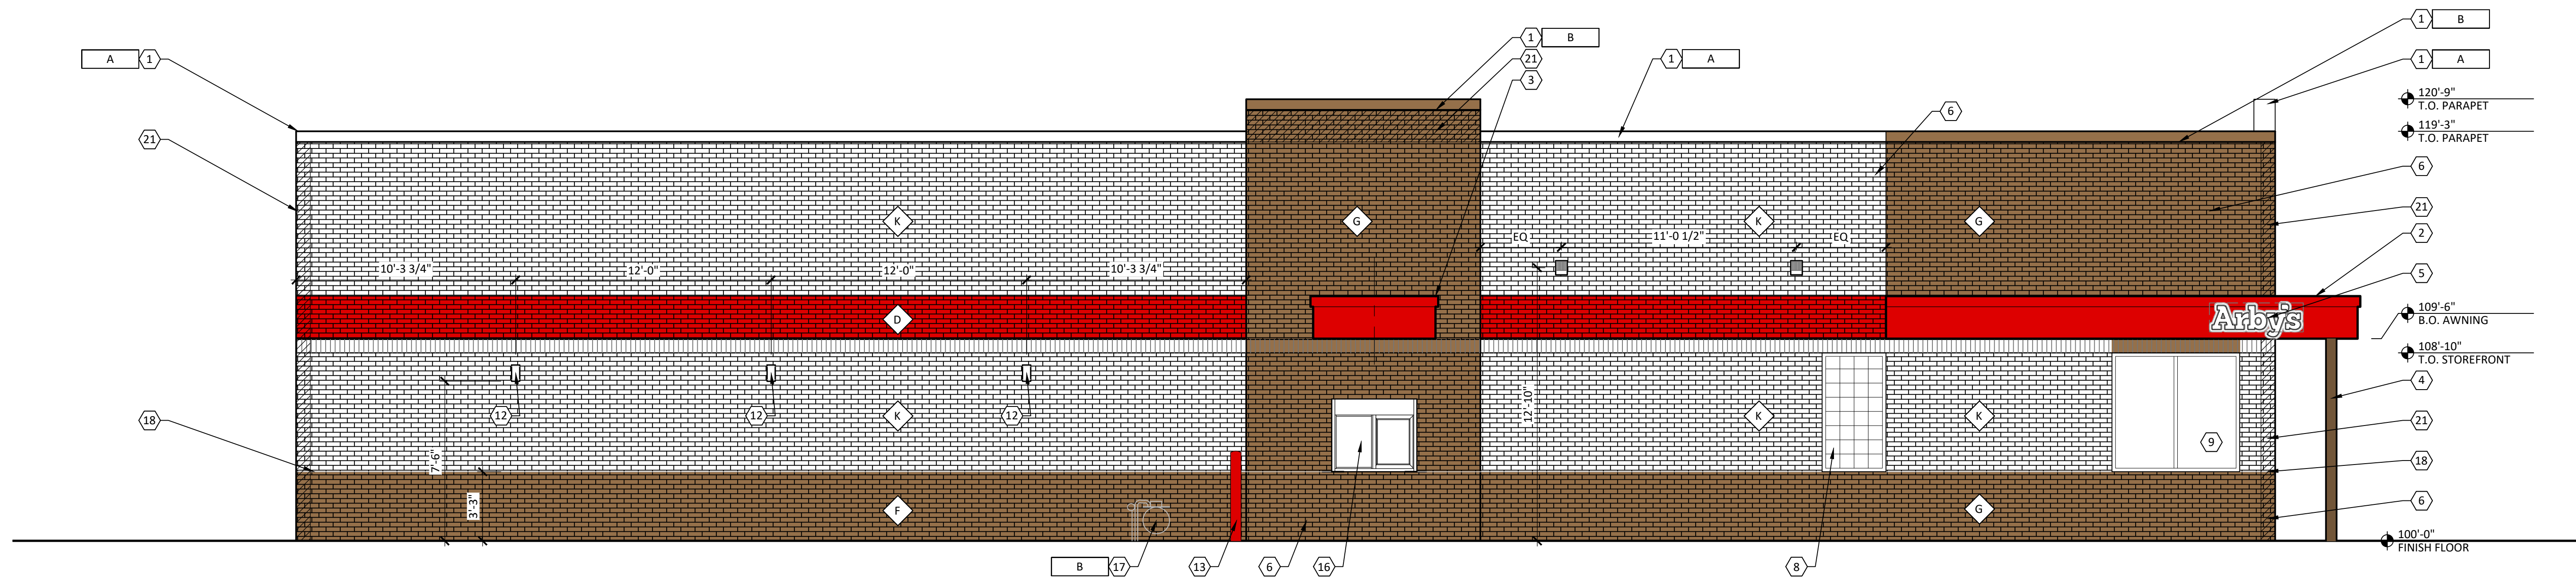 1 B
1 B
A 1
21
1 A
1 A
3
120'-9"
T.O. PARAPET
6
119'-3"
T.O. PARAPET
21
6
21
K
G
K
G
2
EQ
11'-0 1/2"
EQ
10'-3 3/4"
12'-0"
12'-0"
10'-3 3/4"
5
D
Arby's
109'-6"
B.O. AWNING
108'-10"
T.O. STOREFRONT
4
12'-10"
18
12
12
12
K
K
K
21
9
7'-6"
18
3'-3"
F
G
6
100'-0"
FINISH FLOOR
B 17
13
6
16
8